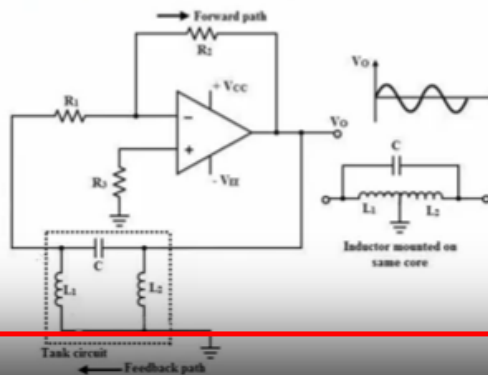 Forward path
R₂
+ VCC
R₁
−
+
VO
R₃
- VEE
C
L₁
L₂
Tank circuit
Feedback path
VO
C
L₁
L₂
Inductor mounted on
same core